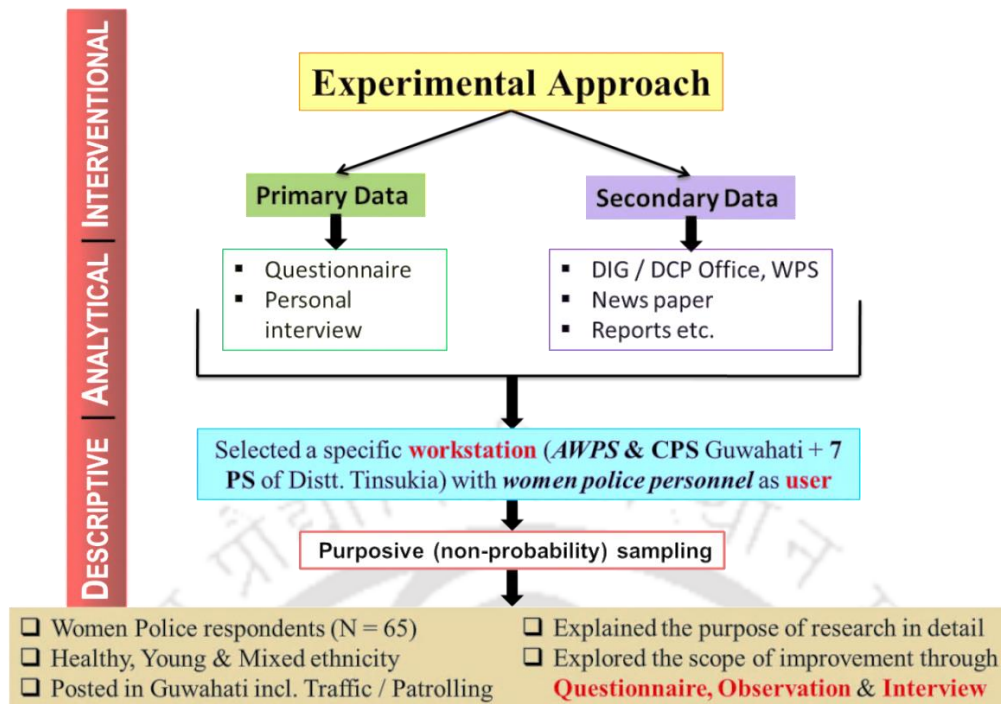 DESCRIPTIVE | ANALYTICAL | INTERVENTIONAL
Experimental Approach
Primary Data
Secondary Data
▪ Questionnaire
▪ Personal
interview
▪ DIG / DCP Office, WPS
▪ News paper
▪ Reports etc.
Selected a specific workstation (AWPS & CPS Guwahati + 7
PS of Distt. Tinsukia) with women police personnel as user
Purposive (non-probability) sampling
❑ Women Police respondents (N = 65)
❑ Healthy, Young & Mixed ethnicity
❑ Posted in Guwahati incl. Traffic / Patrolling
❑ Explained the purpose of research in detail
❑ Explored the scope of improvement through
Questionnaire, Observation & Interview